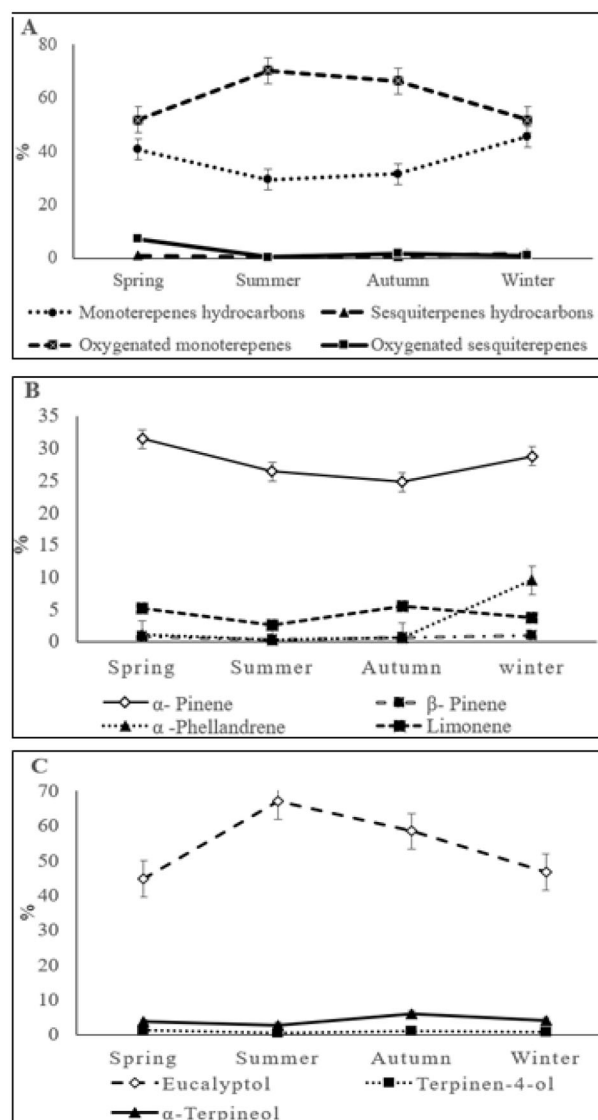 A
80
60
40
20
0
%
Spring Summer Autumn Winter
Monoterepenes hydrocarbons Sesquiterpenes hydrocarbons
Oxygenated monoterepenes Oxygenated sesquiterepenes
B
35
30
25
20
15
10
5
0
%
Spring Summer Autumn winter
α- Pinene β- Pinene
α -Phellandrene Limonene
C
70
60
50
40
30
20
10
0
%
Spring Summer Autumn Winter
Eucalyptol Terpinen-4-ol
α-Terpineol